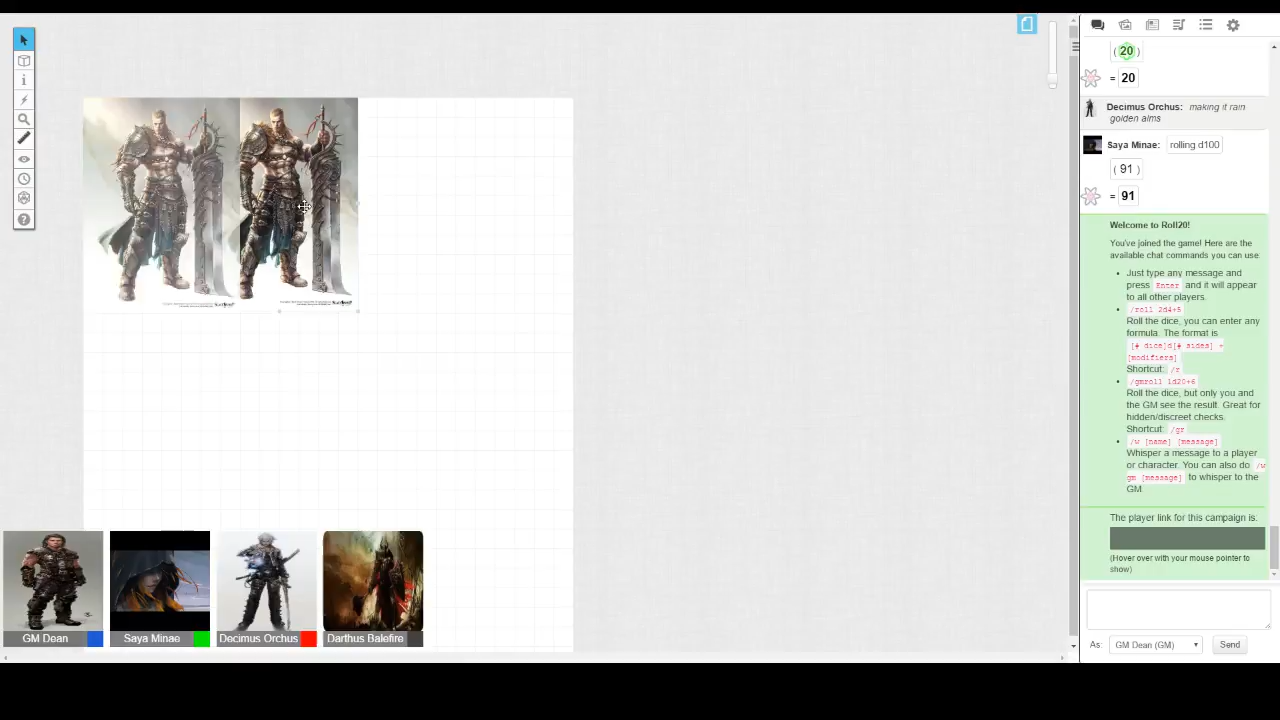 ( 20 )
= 20
Decimus Orchus: making it rain
golden aims
Saya Minae: rolling d100
( 91 )
= 91
Welcome to Roll20!
You've joined the game! Here are the
available chat commands you can use:
Just type any message and
press Enter and it will appear
to all other players.
/roll 2d4+5
Roll the dice, you can enter any
formula. The format is
[# dice]d[# sides] +
[modifiers]
Shortcut: /r
/gmroll 1d20+6
Roll the dice, but only you and
the GM see the result. Great for
hidden/discreet checks.
Shortcut: /gr
/w [name] [message]
Whisper a message to a player
or character. You can also do /w
gm [message] to whisper to the
GM.
The player link for this campaign is:
(Hover over with your mouse pointer to
show)
GM Dean
Saya Minae
Decimus Orchus
Darthus Balefire
As: GM Dean (GM) Send